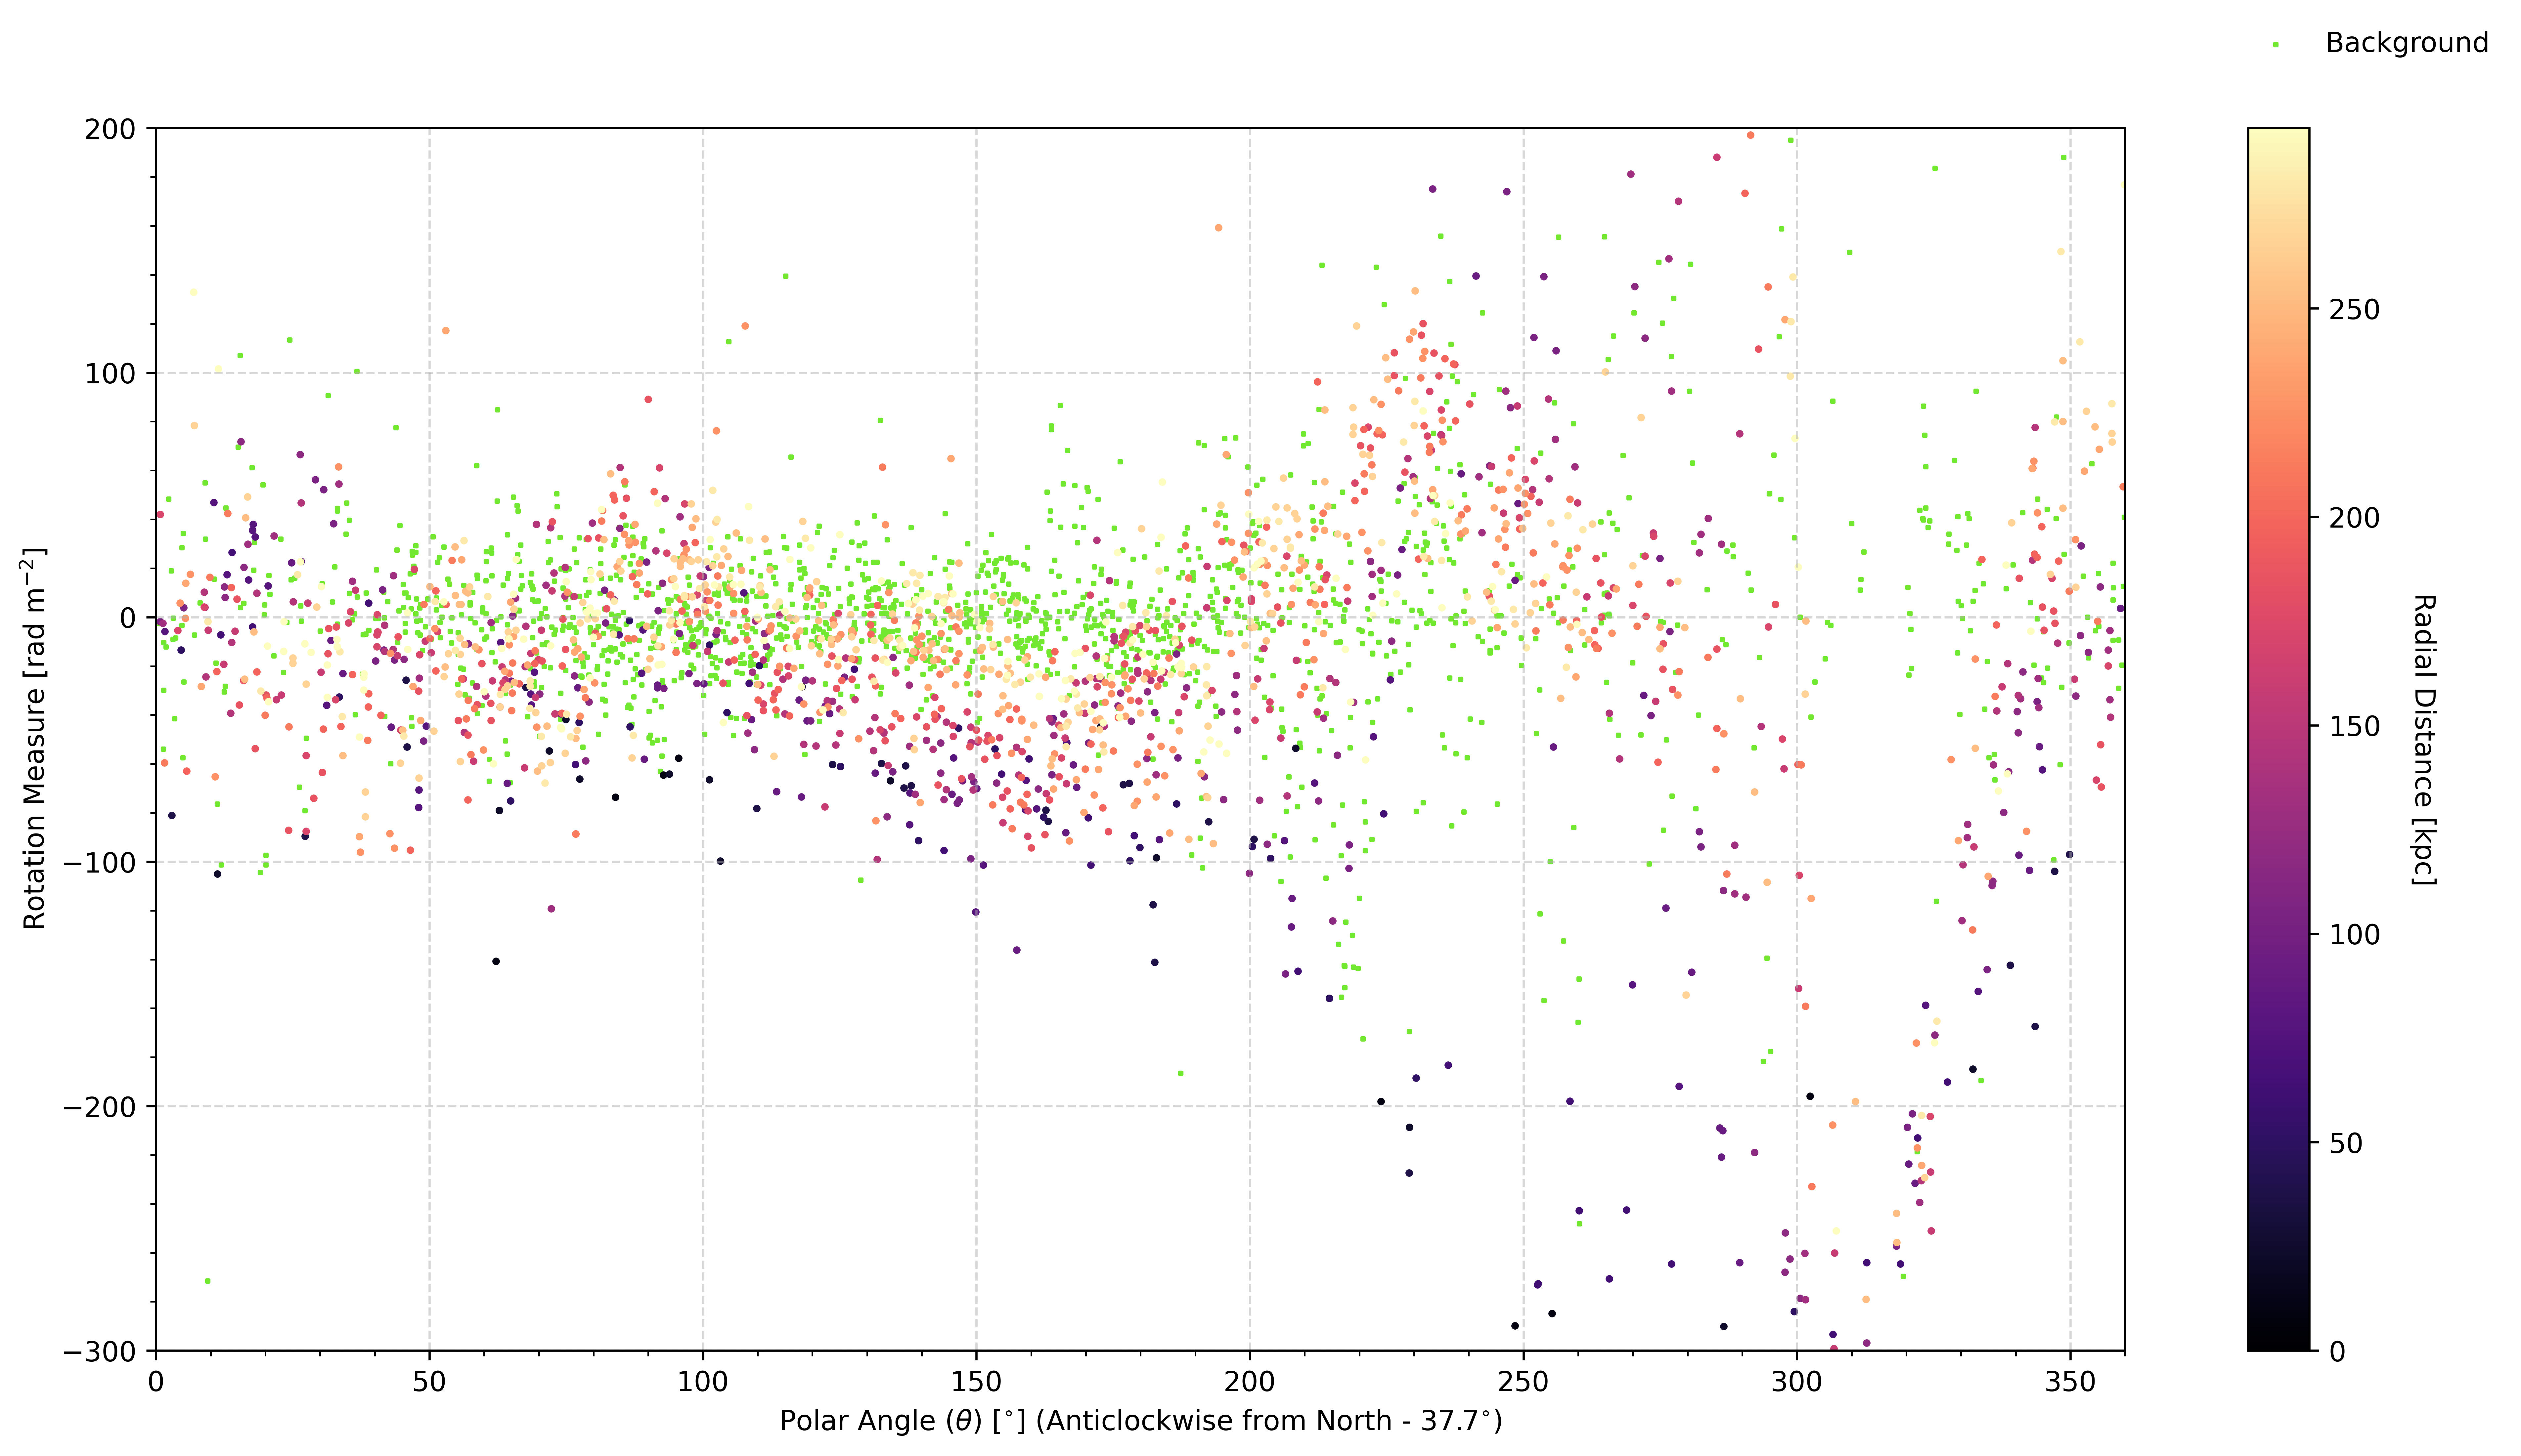 Background
200
100
0
−100
−200
−300
Rotation Measure [rad m⁻²]
0 50 100 150 200 250 300 350
Polar Angle (θ) [°] (Anticlockwise from North - 37.7°)
250
200
150
100
50
0
Radial Distance [kpc]